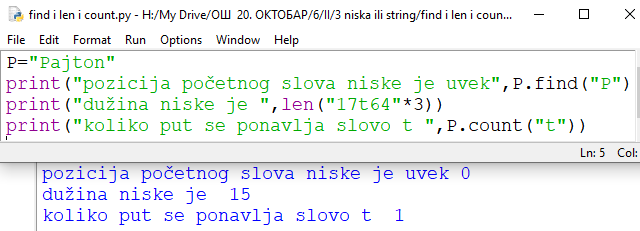 find i len i count.py - H:/My Drive/ОШ  20. ОКТОБАР/6/II/3 niska ili string/find i len i coun...
File Edit Format Run Options Window Help
P="Pajton"
print("pozicija početnog slova niske je uvek",P.find("P")
print("dužina niske je ",len("17t64"*3))
print("koliko put se ponavlja slovo t ",P.count("t"))
Ln: 5 Col:
pozicija početnog slova niske je uvek 0
dužina niske je  15
koliko put se ponavlja slovo t  1